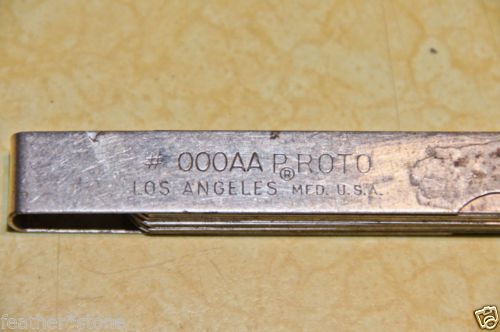 # 000AA P®ROTO
LOS ANGELES MFD. U.S.A.
feather*stone